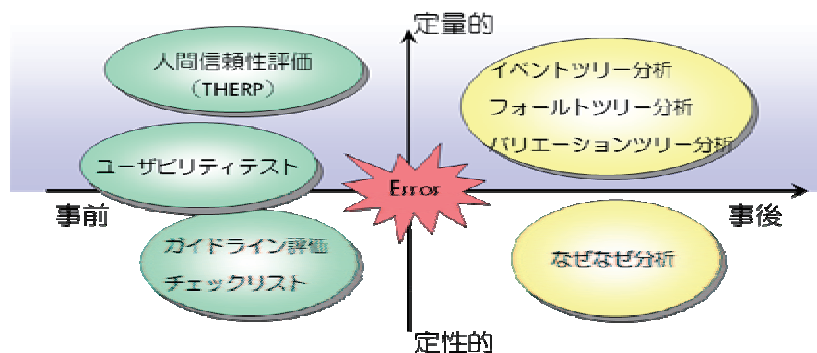 定量的
人間信頼性評価
（THERP）
イベントツリー分析
フォールトツリー分析
バリエーションツリー分析
ユーザビリティテスト
Error
事前
事後
ガイドライン評価
チェックリスト
なぜなぜ分析
定性的